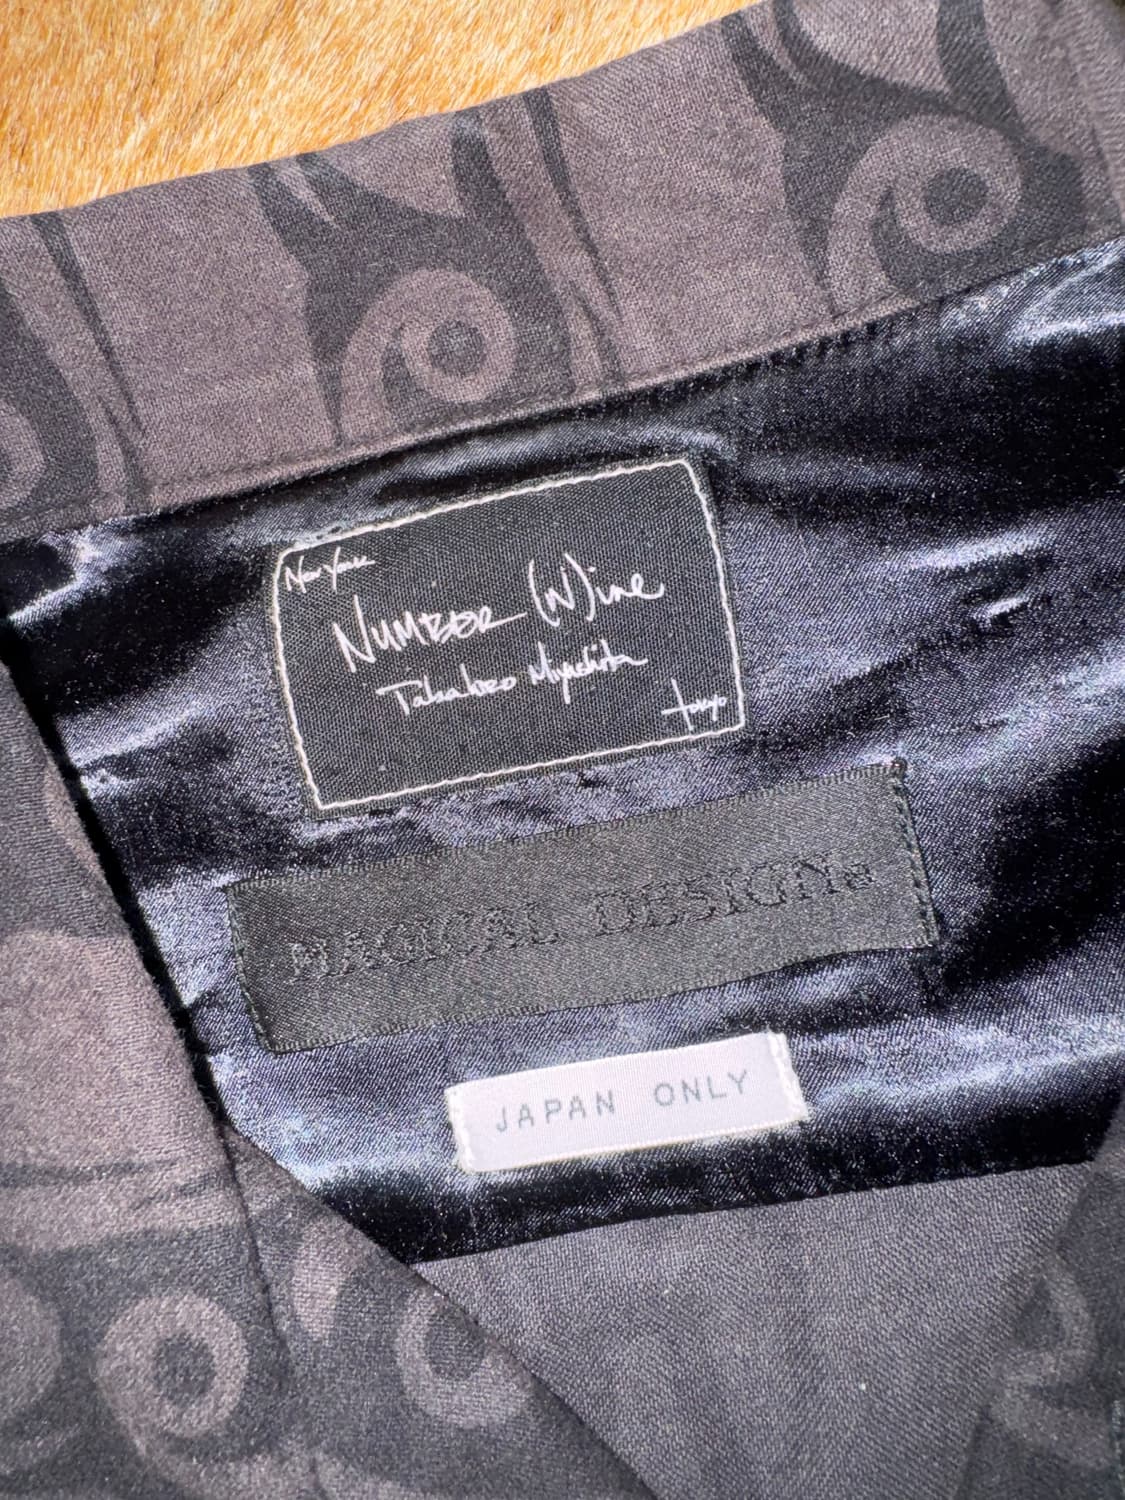 New York
NUMBER (N)ine
Takahiro Miyashita
tokyo
MAGICAL DESIGN®
JAPAN ONLY